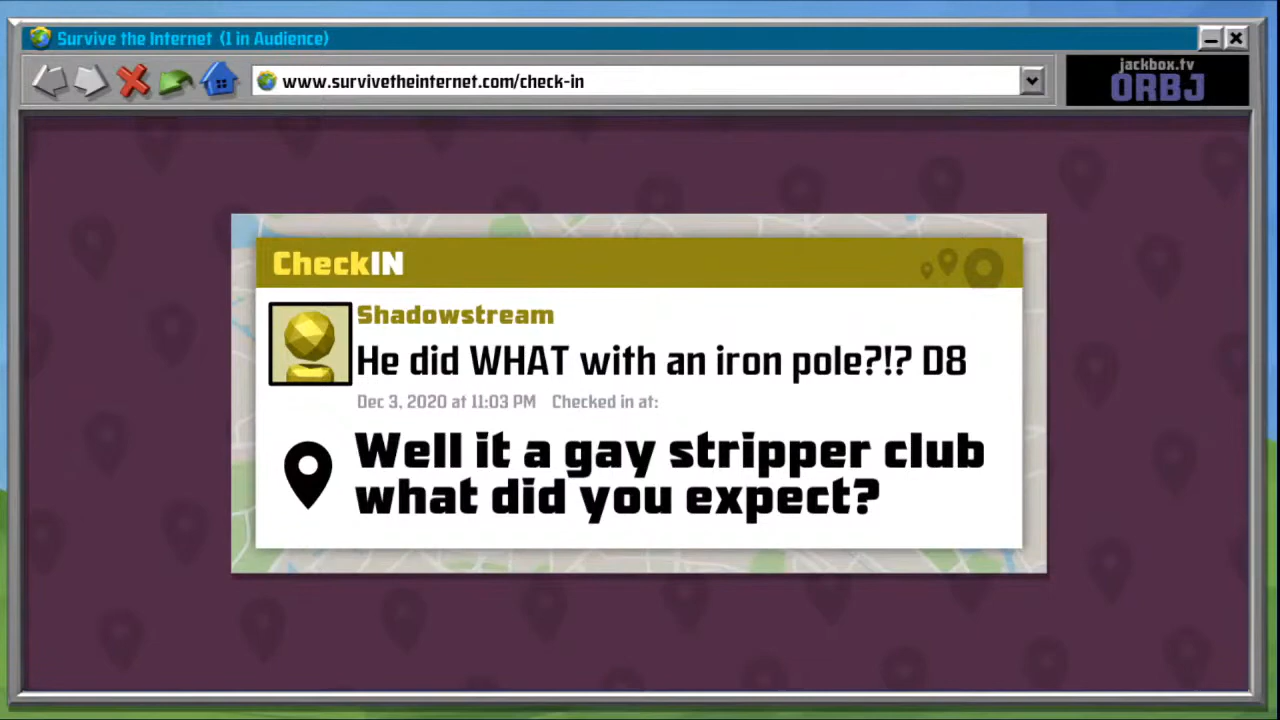 Survive the Internet (1 in Audience)
www.survivetheinternet.com/check-in
jackbox.tv
ORBJ
CheckIN
Shadowstream
He did WHAT with an iron pole?!? D8
Dec 3, 2020 at 11:03 PM Checked in at:
Well it a gay stripper club
what did you expect?